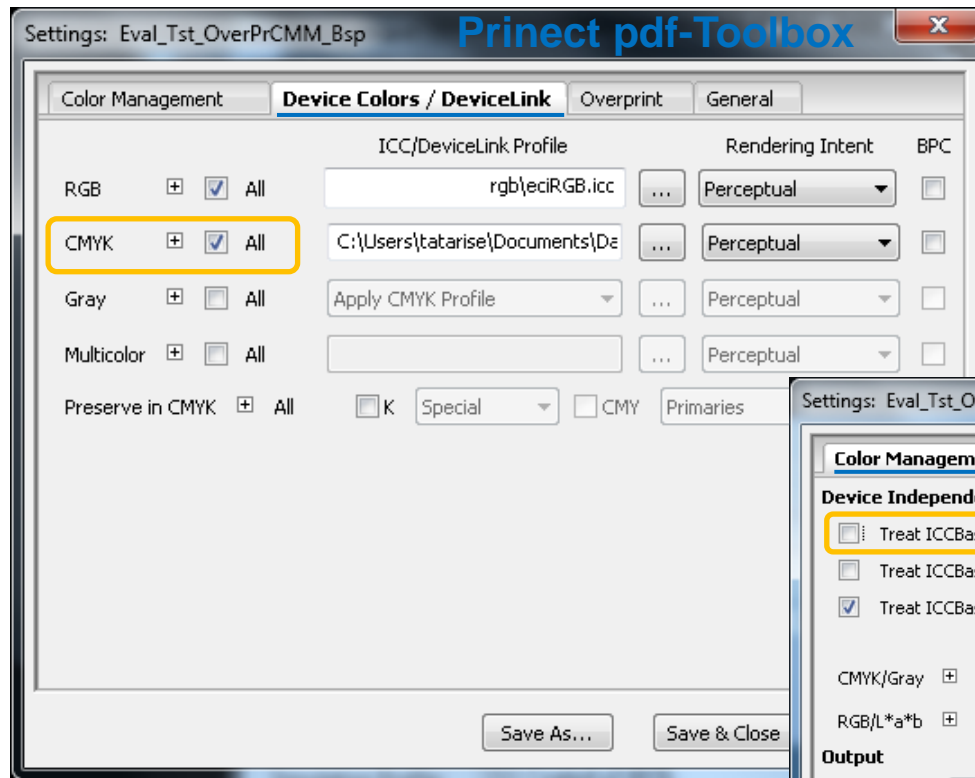 Settings: Eval_Tst_OverPrCMM_Bsp
Prinect pdf-Toolbox
Color Management Device Colors / DeviceLink Overprint General
ICC/DeviceLink Profile Rendering Intent BPC
RGB All rgb\eciRGB.icc ... Perceptual
CMYK All C:\Users\tatarise\Documents\Da ... Perceptual
Gray All Apply CMYK Profile ... Perceptual
Multicolor All ... Perceptual
Preserve in CMYK All K Special CMY Primaries
Save As... Save & Close
Settings: Eval_Tst_O
Color Managem
Device Independ
Treat ICCBa
Treat ICCBa
Treat ICCBa
CMYK/Gray
RGB/L*a*b
Output